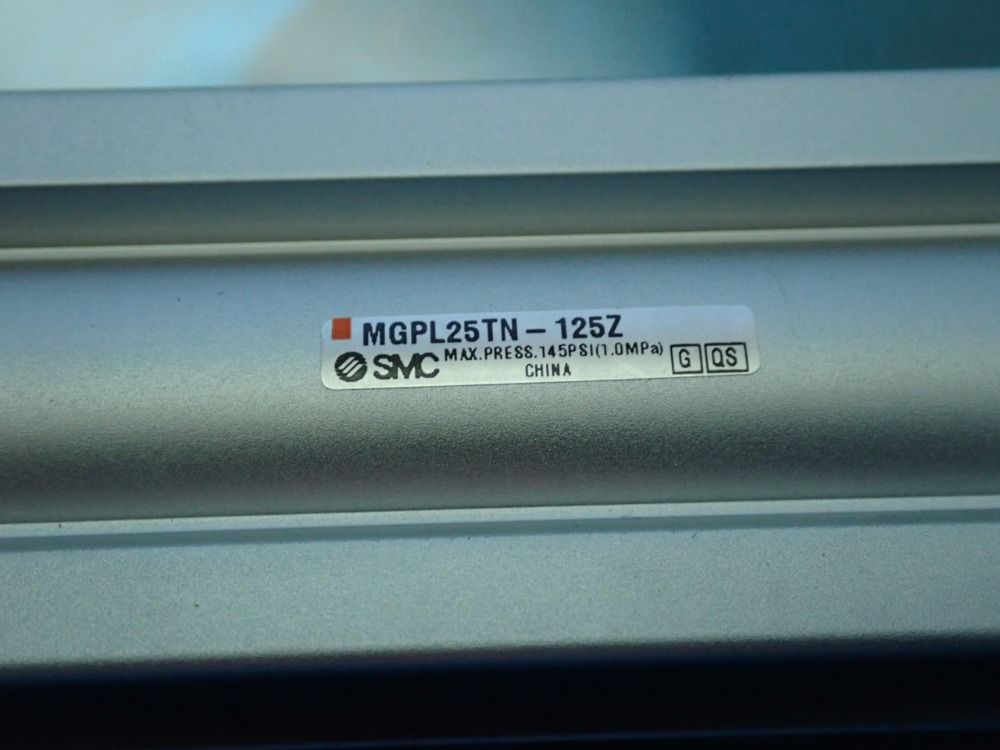 MGPL25TN-125Z
SMC MAX.PRESS.145PSI(1.0MPa) G QS
CHINA